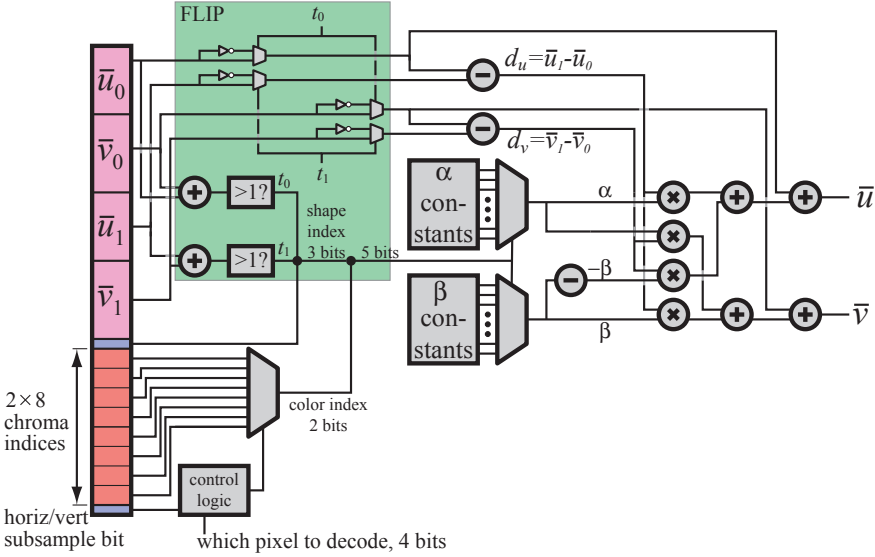 FLIP
t₀
ū₀
v̄₀
ū₁
v̄₁
dᵤ=ū₁-ū₀
dᵥ=v̄₁-v̄₀
t₁
>1? t₀
>1? t₁
shape
index
3 bits
5 bits
α
con-
stants
β
con-
stants
α
−β
β
ū
v̄
2×8
chroma
indices
color index
2 bits
control
logic
horiz/vert
subsample bit
which pixel to decode, 4 bits